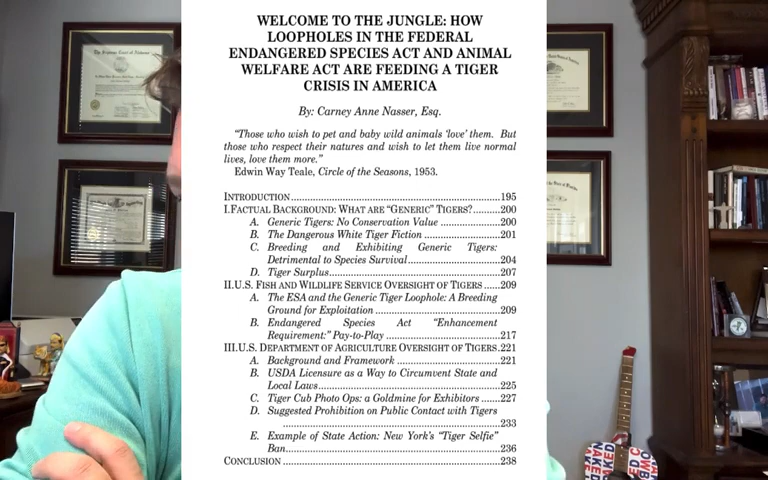 WELCOME TO THE JUNGLE: HOW
LOOPHOLES IN THE FEDERAL
ENDANGERED SPECIES ACT AND ANIMAL
WELFARE ACT ARE FEEDING A TIGER
CRISIS IN AMERICA
By: Carney Anne Nasser, Esq.
“Those who wish to pet and baby wild animals ‘love’ them. But
those who respect their natures and wish to let them live normal
lives, love them more.”
Edwin Way Teale, Circle of the Seasons, 1953.
INTRODUCTION......195
I.FACTUAL BACKGROUND: WHAT ARE “GENERIC” TIGERS?......200
A. Generic Tigers: No Conservation Value......200
B. The Dangerous White Tiger Fiction......201
C. Breeding and Exhibiting Generic Tigers:
Detrimental to Species Survival......204
D. Tiger Surplus......207
II.U.S. FISH AND WILDLIFE SERVICE OVERSIGHT OF TIGERS......209
A. The ESA and the Generic Tiger Loophole: A Breeding
Ground for Exploitation......209
B. Endangered Species Act “Enhancement
Requirement:” Pay-to-Play......217
III.U.S. DEPARTMENT OF AGRICULTURE OVERSIGHT OF TIGERS.221
A. Background and Framework......221
B. USDA Licensure as a Way to Circumvent State and
Local Laws......225
C. Tiger Cub Photo Ops: a Goldmine for Exhibitors......227
D. Suggested Prohibition on Public Contact with Tigers
......233
E. Example of State Action: New York’s “Tiger Selfie”
Ban......236
CONCLUSION......238